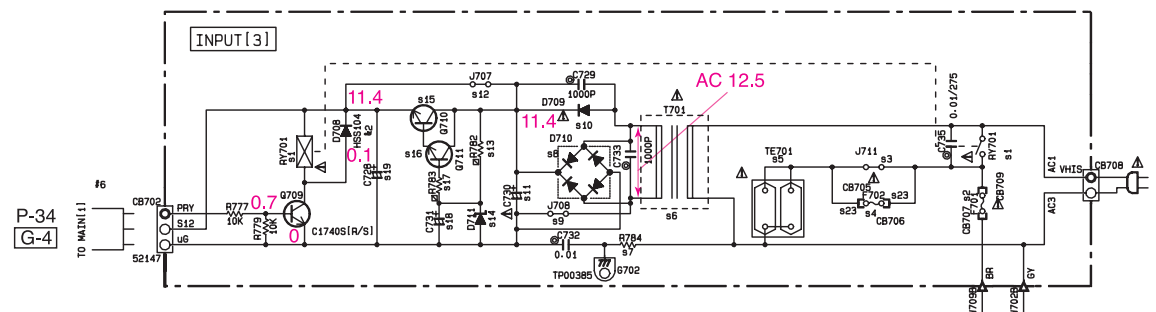 INPUT[3]
J707
s12
C729
1000P
AC 12.5
11.4
D708
HSS104
s2
0.1
s15
Q710
s16
Q711
R782
s13
11.4
D709
s10
D710
s8
T701
C733
1000P
0.01/275
C735
RY701
s1
RY701
s1
C728
s19
R783
s17
C731
s18
D711
s14
C730
s11
J708
s9
s6
TE701
s5
J711
s3
CB705
F702
s23
s23
s4
CB706
s2
F701
CB707
CB709
AC1
VHIS
CB708
AC3
#6
P-34
G-4
TO MAIN[1]
CB702
PRY
S12
uG
52147
R777
10K
0.7
R779
10K
Q709
0
C1740S[R/S]
C732
0.01
R784
s7
TP00385
G702
BR
GY
J709B
J702B